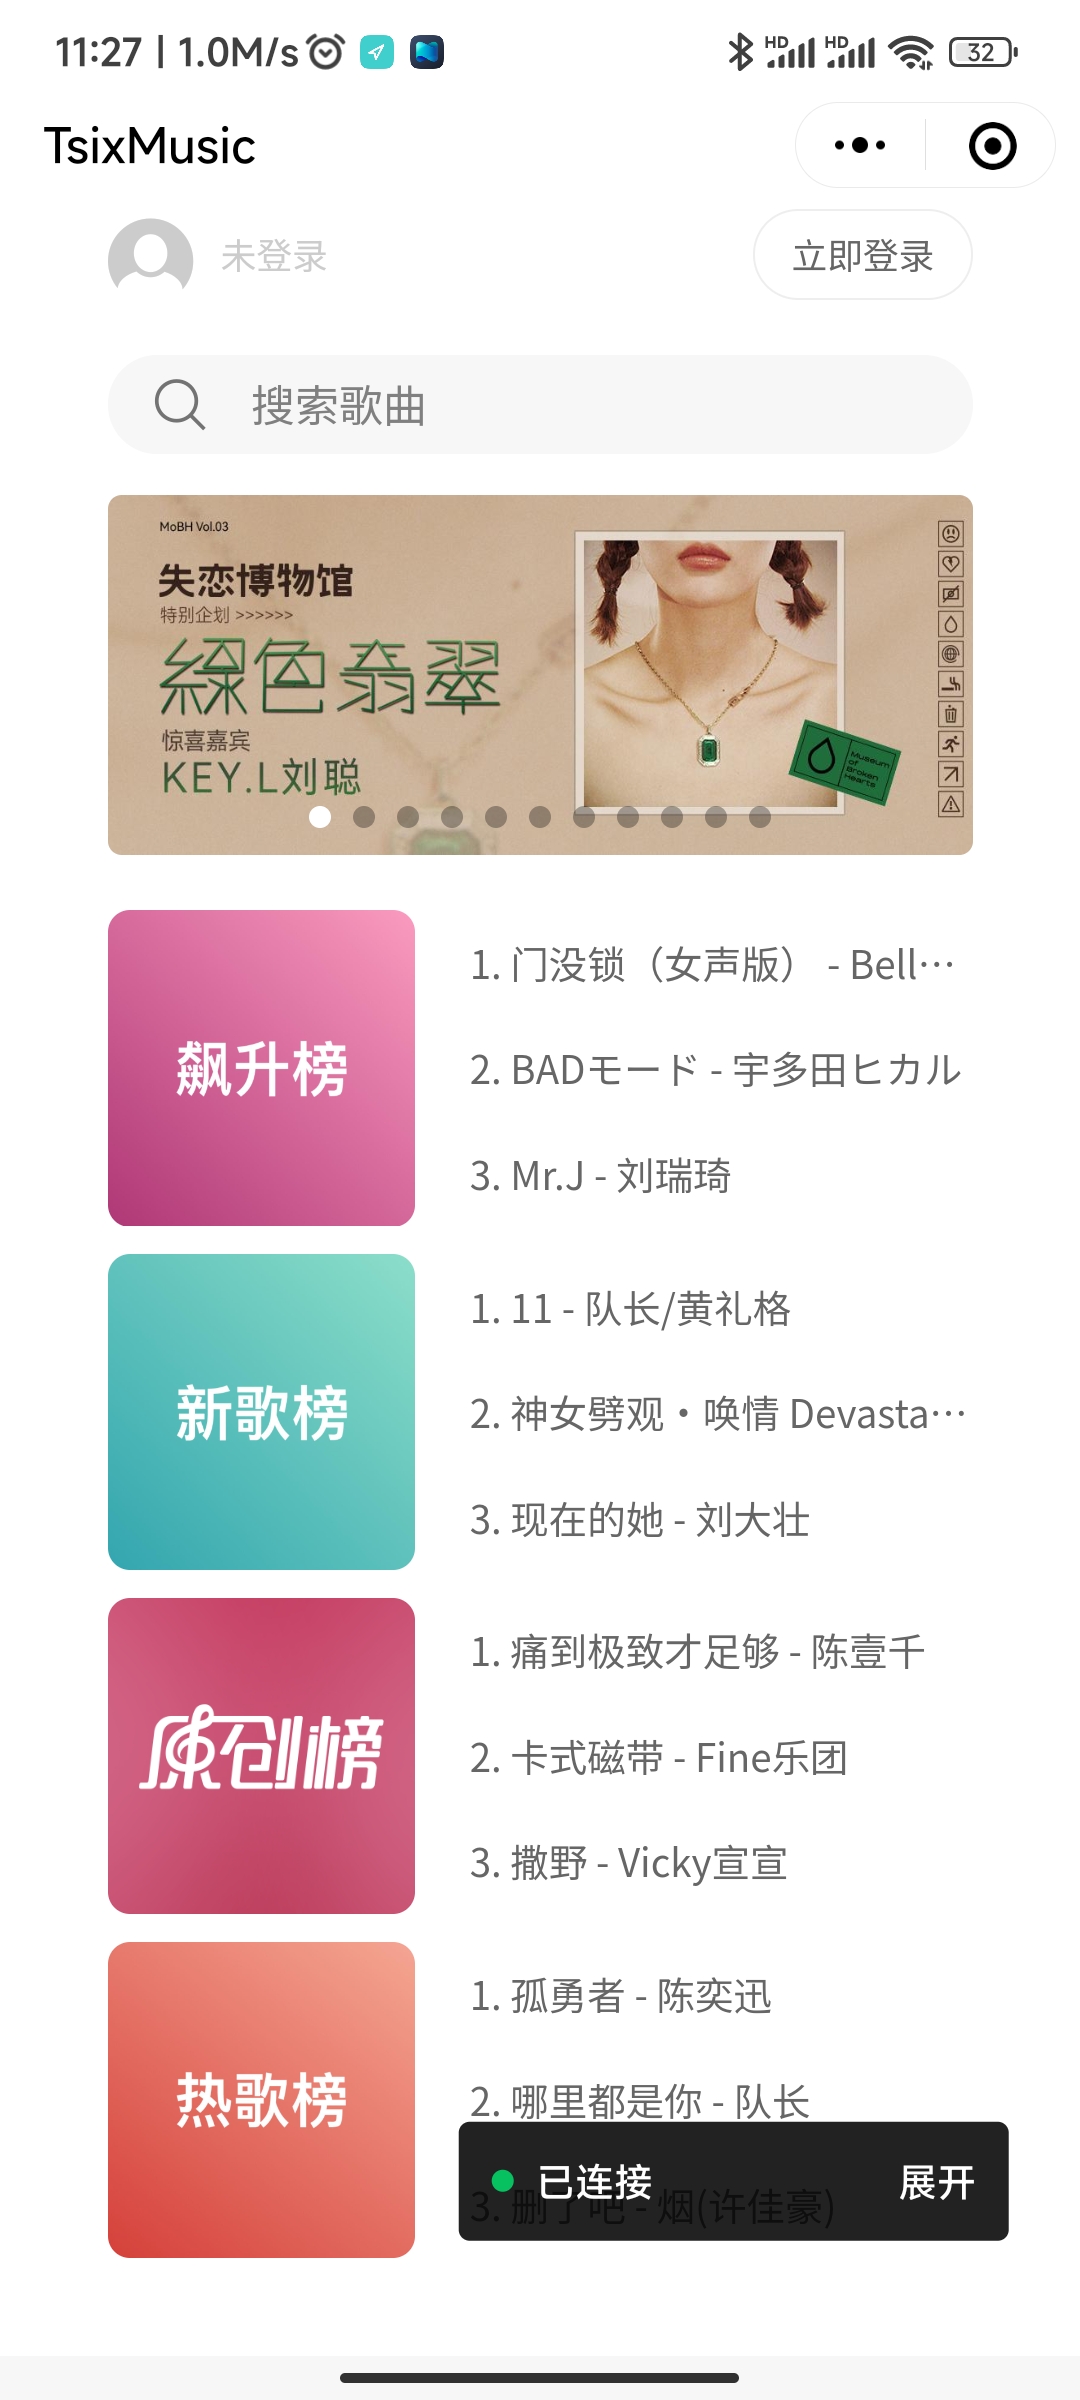 11:27 | 1.0M/s
HD HD 32
TsixMusic
未登录
立即登录
搜索歌曲
MoBH Vol.03
失恋博物馆
特别企划 >>>>>>
綠色翡翠
惊喜嘉宾
KEY.L刘聪
Museum
of
Broken
Hearts
飙升榜
1. 门没锁（女声版） - Bell…
2. BADモード - 宇多田ヒカル
3. Mr.J - 刘瑞琦
新歌榜
1. 11 - 队长/黄礼格
2. 神女劈观・唤情 Devasta…
3. 现在的她 - 刘大壮
原创榜
1. 痛到极致才足够 - 陈壹千
2. 卡式磁带 - Fine乐团
3. 撒野 - Vicky宣宣
热歌榜
1. 孤勇者 - 陈奕迅
2. 哪里都是你 - 队长
3. 删了吧 - 烟(许佳豪)
已连接
展开